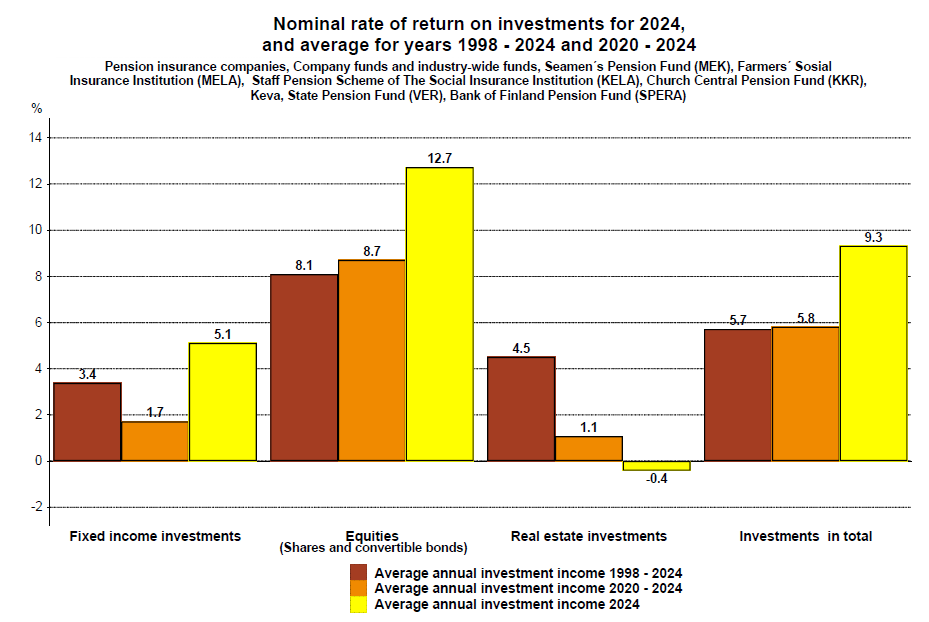 Nominal rate of return on investments for 2024,
and average for years 1998 - 2024 and 2020 - 2024
Pension insurance companies, Company funds and industry-wide funds, Seamen´s Pension Fund (MEK), Farmers´ Sosial
Insurance Institution (MELA), Staff Pension Scheme of The Social Insurance Institution (KELA), Church Central Pension Fund (KKR),
Keva, State Pension Fund (VER), Bank of Finland Pension Fund (SPERA)
%
14
12
10
8
6
4
2
0
-2
3.4
1.7
5.1
8.1
8.7
12.7
4.5
1.1
-0.4
5.7
5.8
9.3
Fixed income investments
Equities
(Shares and convertible bonds)
Real estate investments
Investments in total
Average annual investment income 1998 - 2024
Average annual investment income 2020 - 2024
Average annual investment income 2024